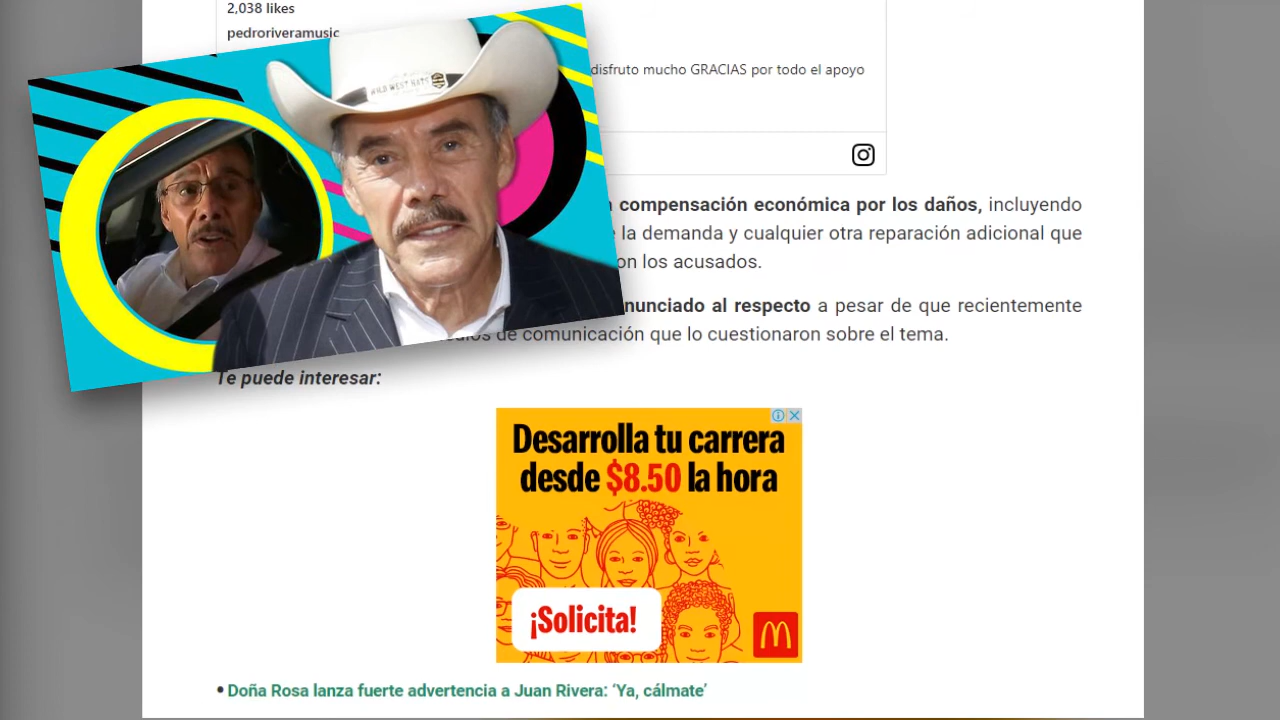 2,038 likes
pedroriveramusic
disfruto mucho GRACIAS por todo el apoyo
WILD WEST HATS
compensación económica por los daños, incluyendo
la demanda y cualquier otra reparación adicional que
los acusados.
al respecto a pesar de que recientemente
de comunicación que lo cuestionaron sobre el tema.
Te puede interesar:
Desarrolla tu carrera
desde $8.50 la hora
¡Solicita!
• Doña Rosa lanza fuerte advertencia a Juan Rivera: ‘Ya, cálmate’